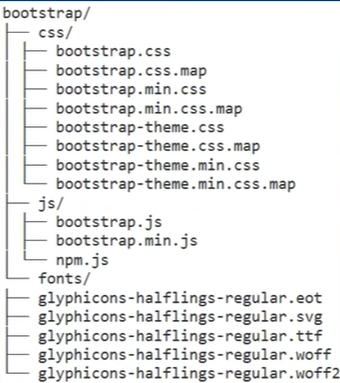 bootstrap/
├── css/
│   ├── bootstrap.css
│   ├── bootstrap.css.map
│   ├── bootstrap.min.css
│   ├── bootstrap.min.css.map
│   ├── bootstrap-theme.css
│   ├── bootstrap-theme.css.map
│   ├── bootstrap-theme.min.css
│   └── bootstrap-theme.min.css.map
├── js/
│   ├── bootstrap.js
│   ├── bootstrap.min.js
│   └── npm.js
└── fonts/
├── glyphicons-halflings-regular.eot
├── glyphicons-halflings-regular.svg
├── glyphicons-halflings-regular.ttf
├── glyphicons-halflings-regular.woff
└── glyphicons-halflings-regular.woff2